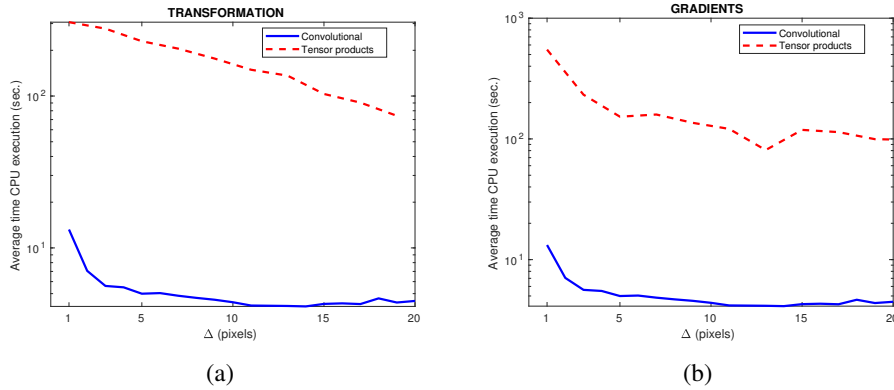 TRANSFORMATION
Convolutional
Tensor products
Average time CPU execution (sec.)
10^2
10^1
1
5
10
15
20
Δ (pixels)
(a)
GRADIENTS
Convolutional
Tensor products
Average time CPU execution (sec.)
10^3
10^2
10^1
1
5
10
15
20
Δ (pixels)
(b)